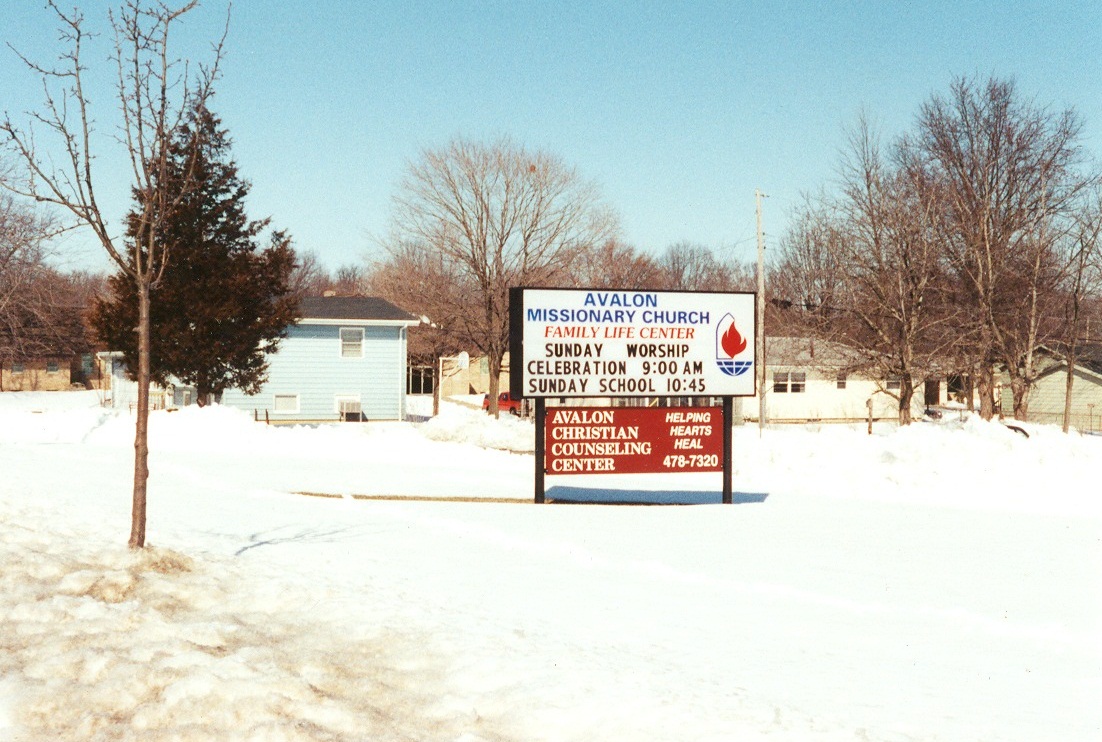 AVALON
MISSIONARY CHURCH
FAMILY LIFE CENTER
SUNDAY WORSHIP
CELEBRATION 9:00 AM
SUNDAY SCHOOL 10:45
AVALON
CHRISTIAN
COUNSELING
CENTER
HELPING
HEARTS
HEAL
478-7320